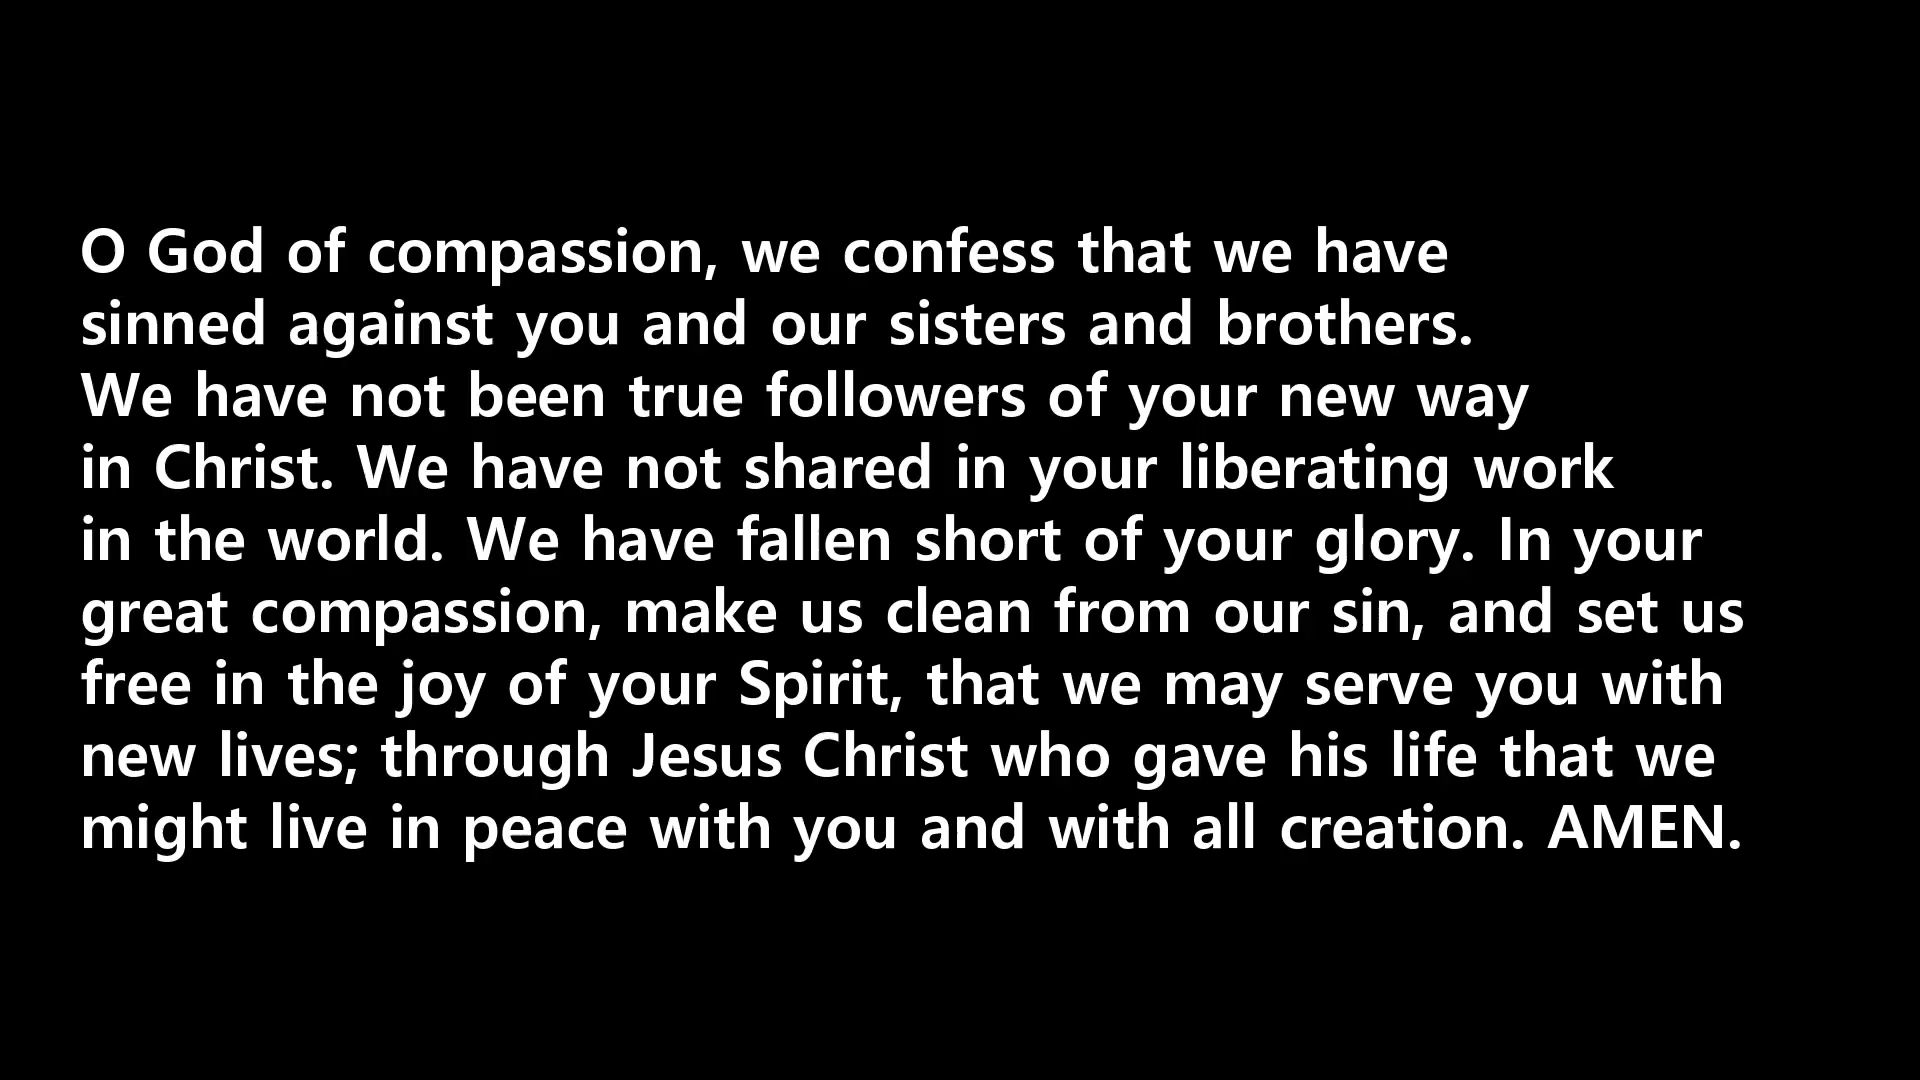 O God of compassion, we confess that we have
sinned against you and our sisters and brothers.
We have not been true followers of your new way
in Christ. We have not shared in your liberating work
in the world. We have fallen short of your glory. In your
great compassion, make us clean from our sin, and set us
free in the joy of your Spirit, that we may serve you with
new lives; through Jesus Christ who gave his life that we
might live in peace with you and with all creation. AMEN.